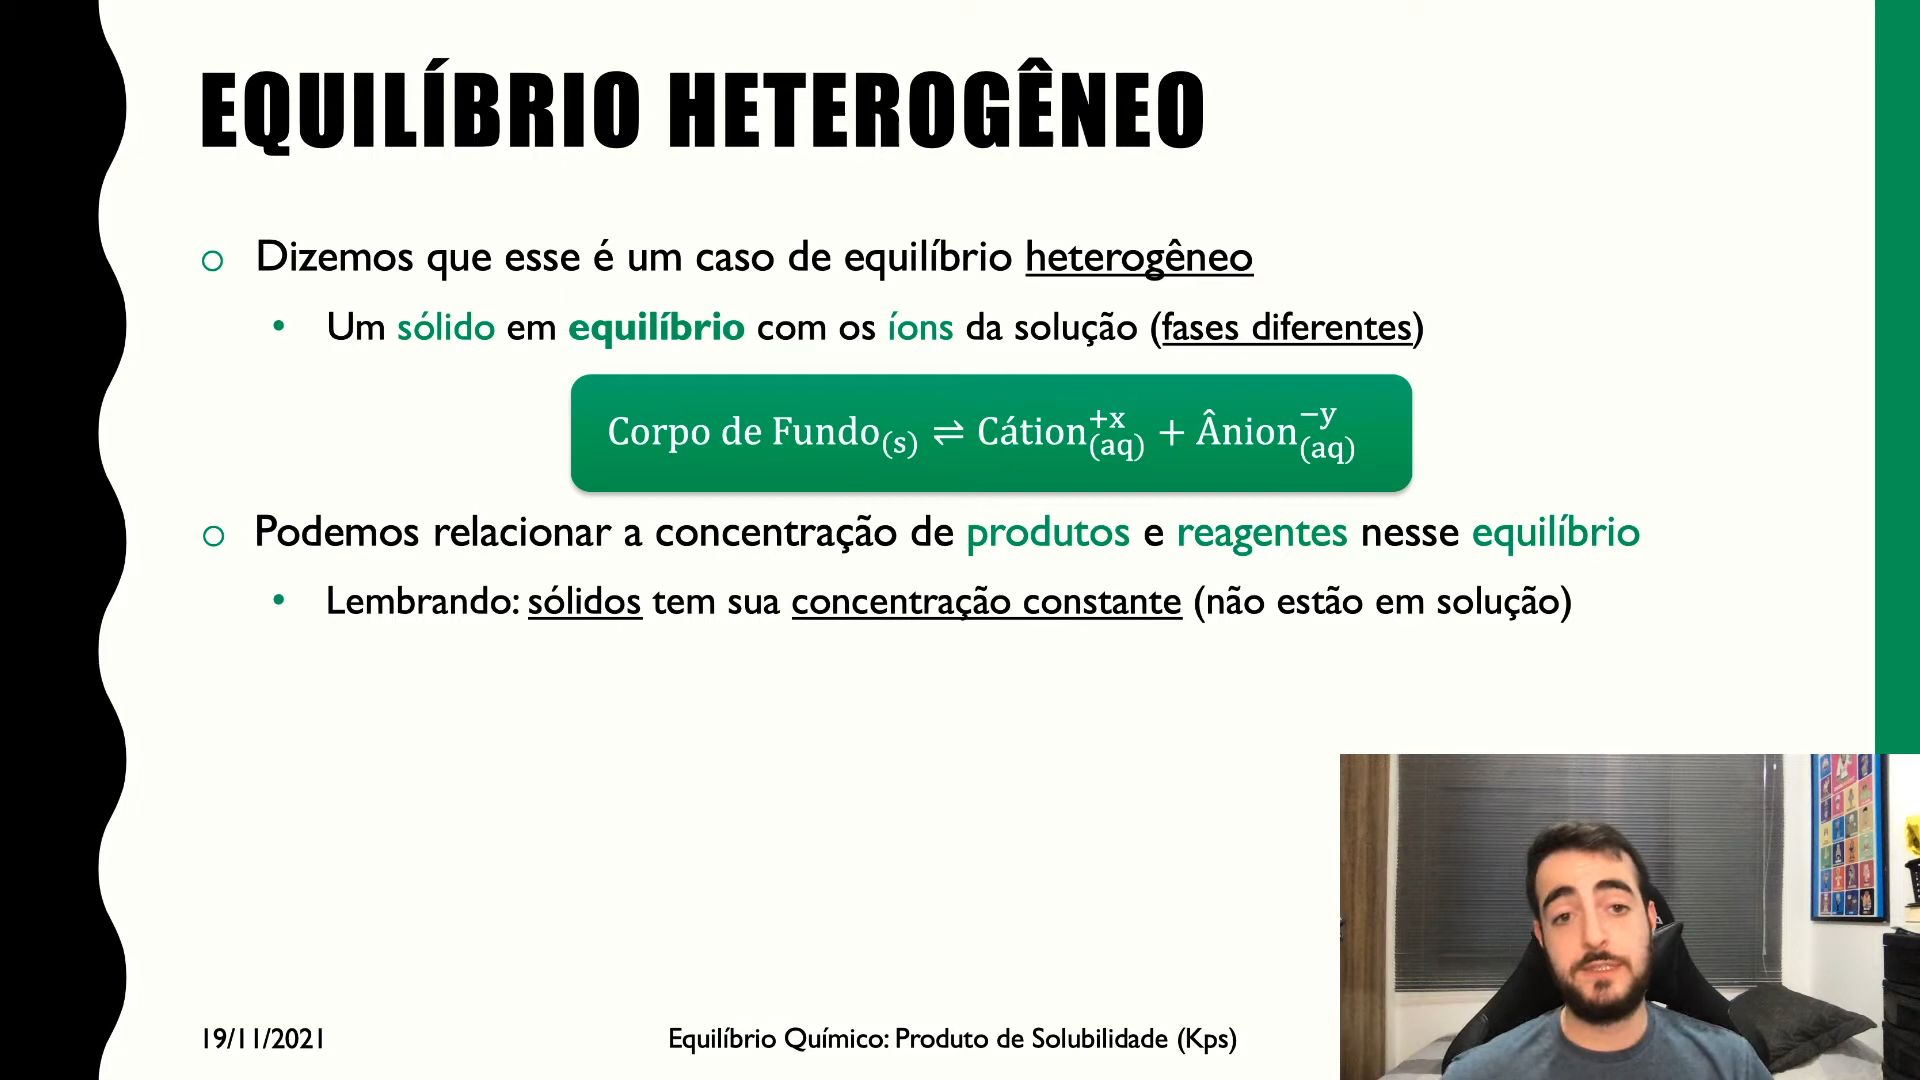 EQUILÍBRIO HETEROGÊNEO
Dizemos que esse é um caso de equilíbrio heterogêneo
Um sólido em equilíbrio com os íons da solução (fases diferentes)
Corpo de Fundo(s) ⇌ Cátion+x(aq) + Ânion−y(aq)
Podemos relacionar a concentração de produtos e reagentes nesse equilíbrio
Lembrando: sólidos tem sua concentração constante (não estão em solução)
19/11/2021
Equilíbrio Químico: Produto de Solubilidade (Kps)